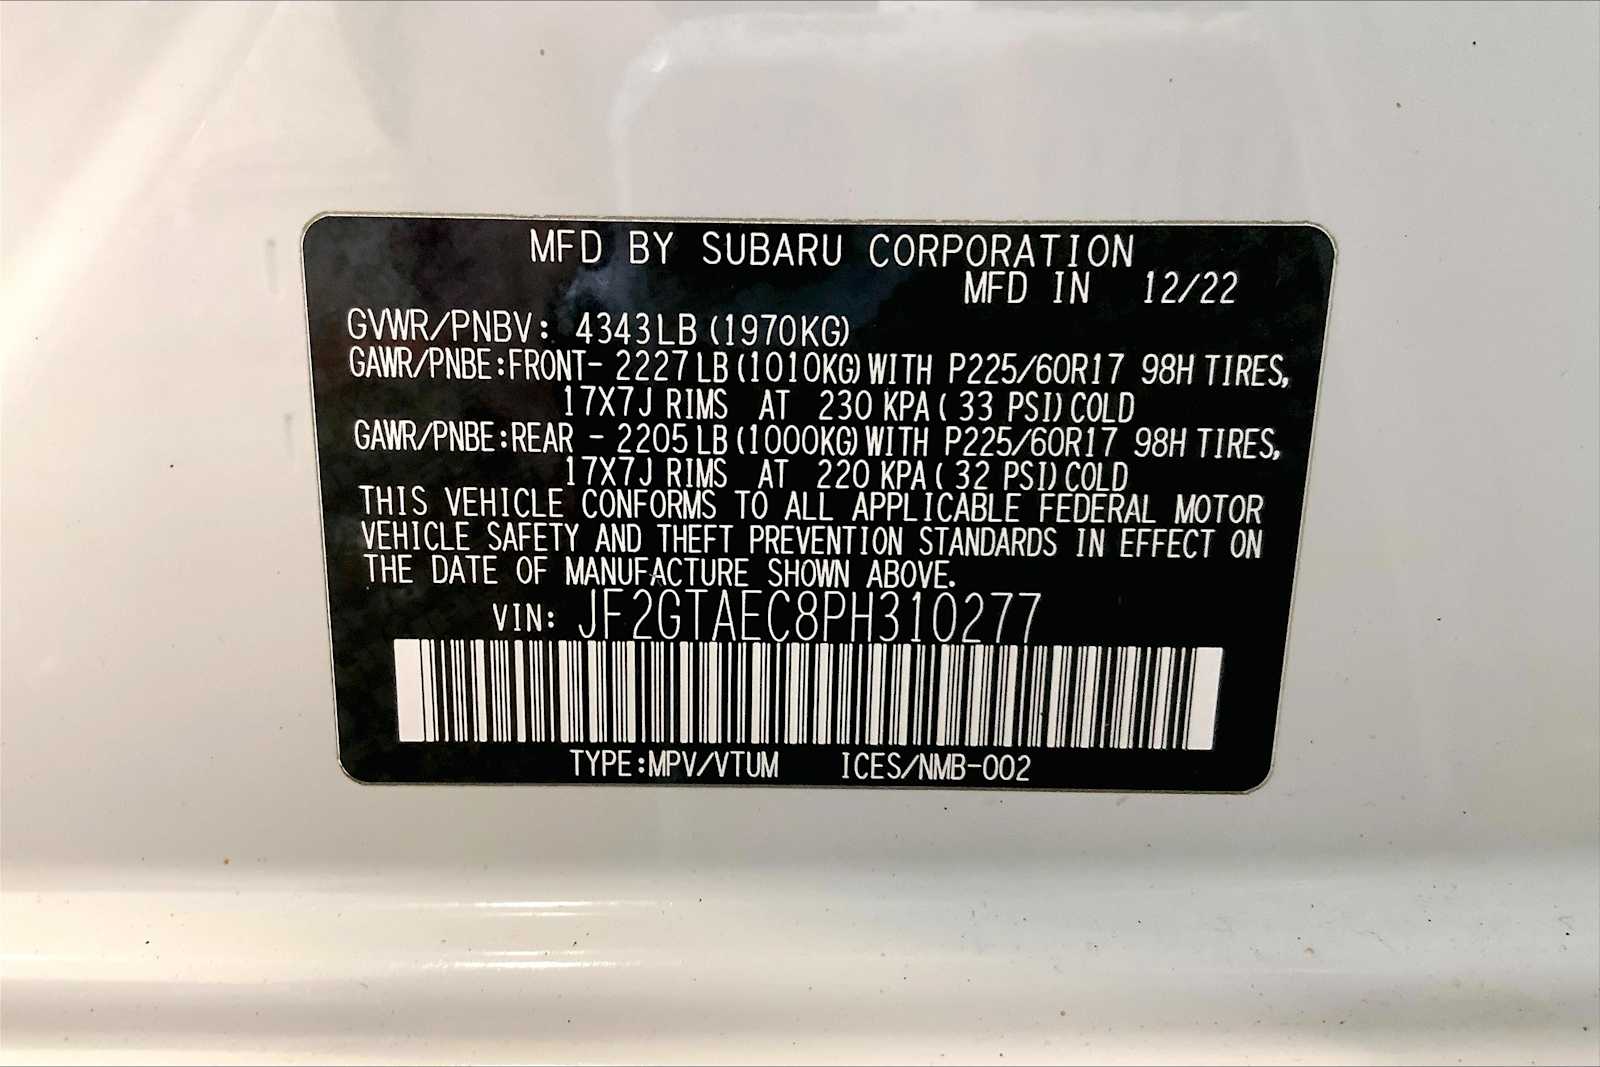 MFD BY SUBARU CORPORATION
MFD IN 12/22
GVWR/PNBV: 4343LB (1970KG)
GAWR/PNBE:FRONT- 2227LB (1010KG) WITH P225/60R17 98H TIRES,
17X7J RIMS AT 230 KPA( 33 PSI) COLD
GAWR/PNBE:REAR - 2205LB (1000KG) WITH P225/60R17 98H TIRES,
17X7J RIMS AT 220 KPA( 32 PSI) COLD
THIS VEHICLE CONFORMS TO ALL APPLICABLE FEDERAL MOTOR
VEHICLE SAFETY AND THEFT PREVENTION STANDARDS IN EFFECT ON
THE DATE OF MANUFACTURE SHOWN ABOVE.
VIN: JF2GTAEC8PH310277
TYPE:MPV/VTUM ICES/NMB-002